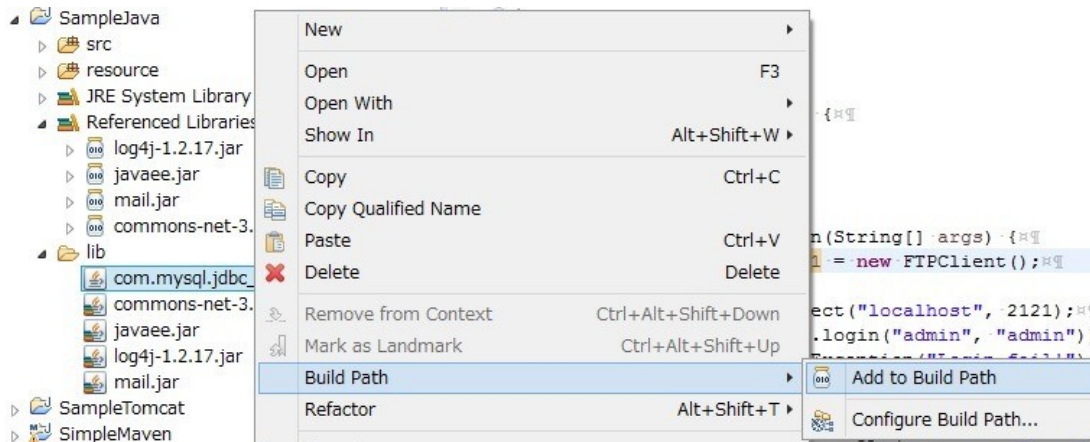 SampleJava
src
resource
JRE System Library
Referenced Libraries
log4j-1.2.17.jar
javaee.jar
mail.jar
commons-net-3.
lib
com.mysql.jdbc_
commons-net-3.
javaee.jar
log4j-1.2.17.jar
mail.jar
SampleTomcat
SimpleMaven
New
Open F3
Open With
Show In Alt+Shift+W
Copy Ctrl+C
Copy Qualified Name
Paste Ctrl+V
Delete Delete
Remove from Context Ctrl+Alt+Shift+Down
Mark as Landmark Ctrl+Alt+Shift+Up
Build Path
Refactor Alt+Shift+T
Add to Build Path
Configure Build Path...
{
n(String[] args) {
1 = new FTPClient();
ect("localhost", 2121);
.login("admin", "admin")